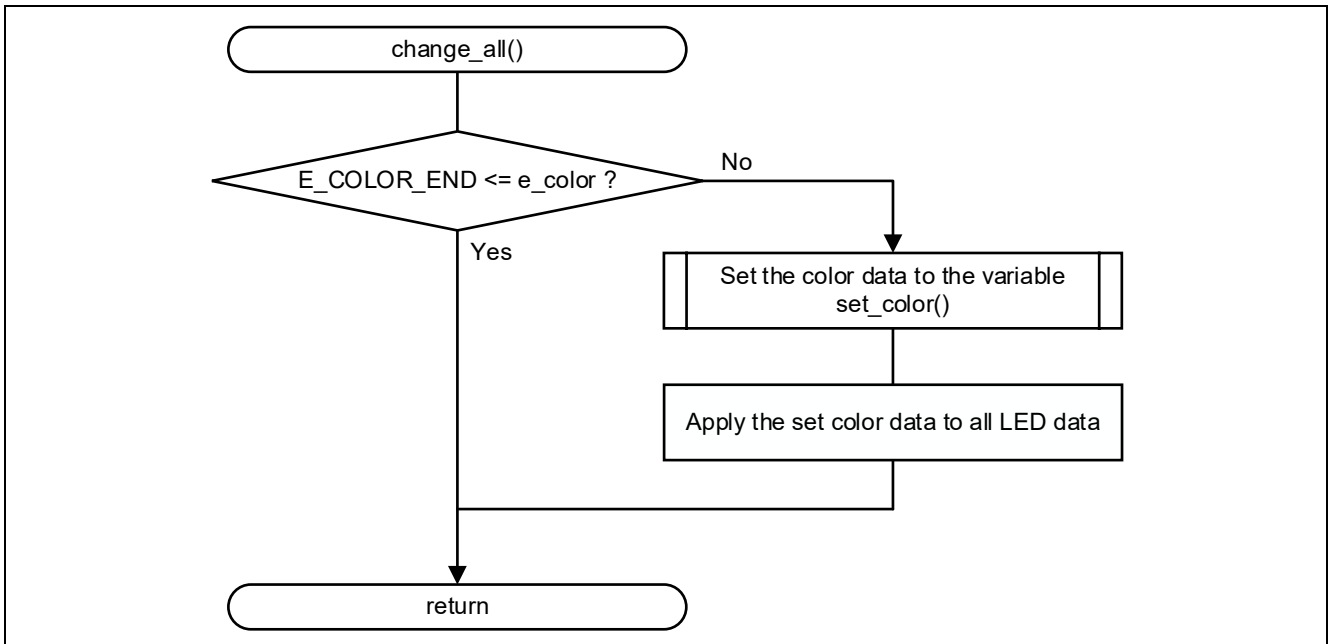 change_all()
E_COLOR_END <= e_color ?
No
Yes
Set the color data to the variable
set_color()
Apply the set color data to all LED data
return